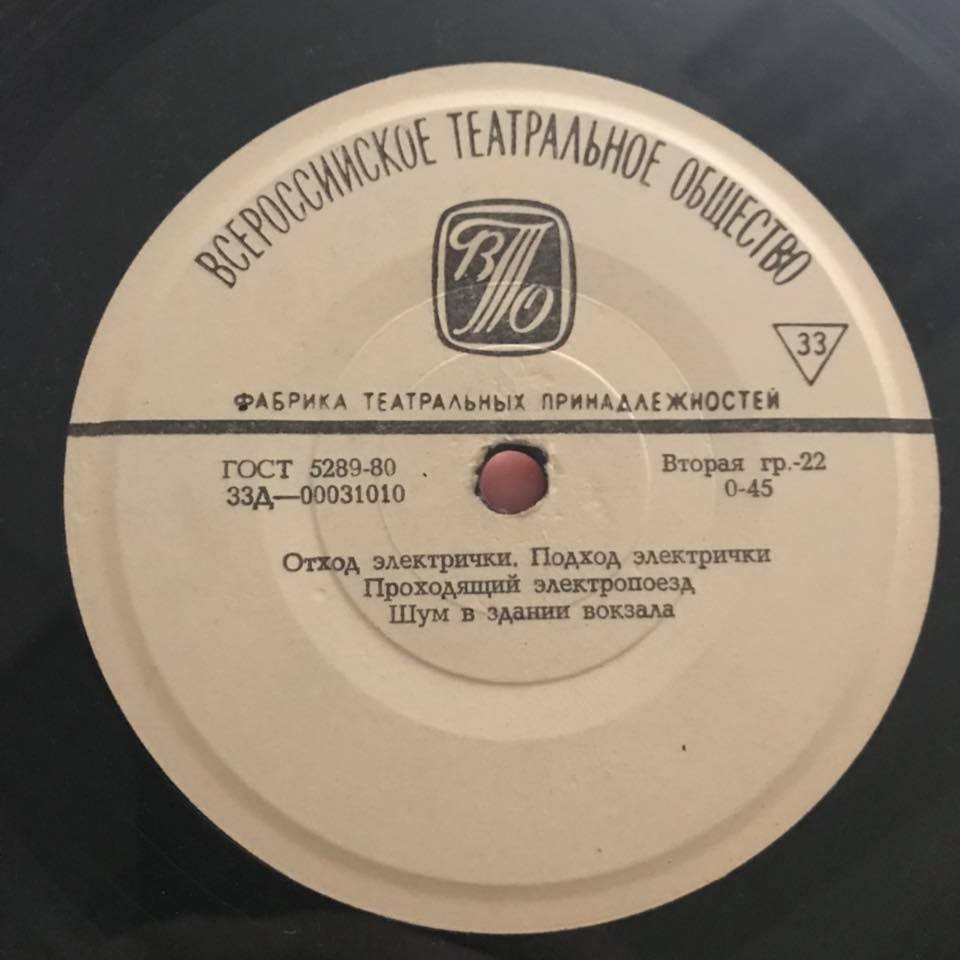 ВСЕРОССИЙСКОЕ ТЕАТРАЛЬНОЕ ОБЩЕСТВО
ВТО
33
ФАБРИКА ТЕАТРАЛЬНЫХ ПРИНАДЛЕЖНОСТЕЙ
ГОСТ 5289-80
33Д—00031010
Вторая гр.-22
0-45
Отход электрички. Подход электрички
Проходящий электропоезд
Шум в здании вокзала